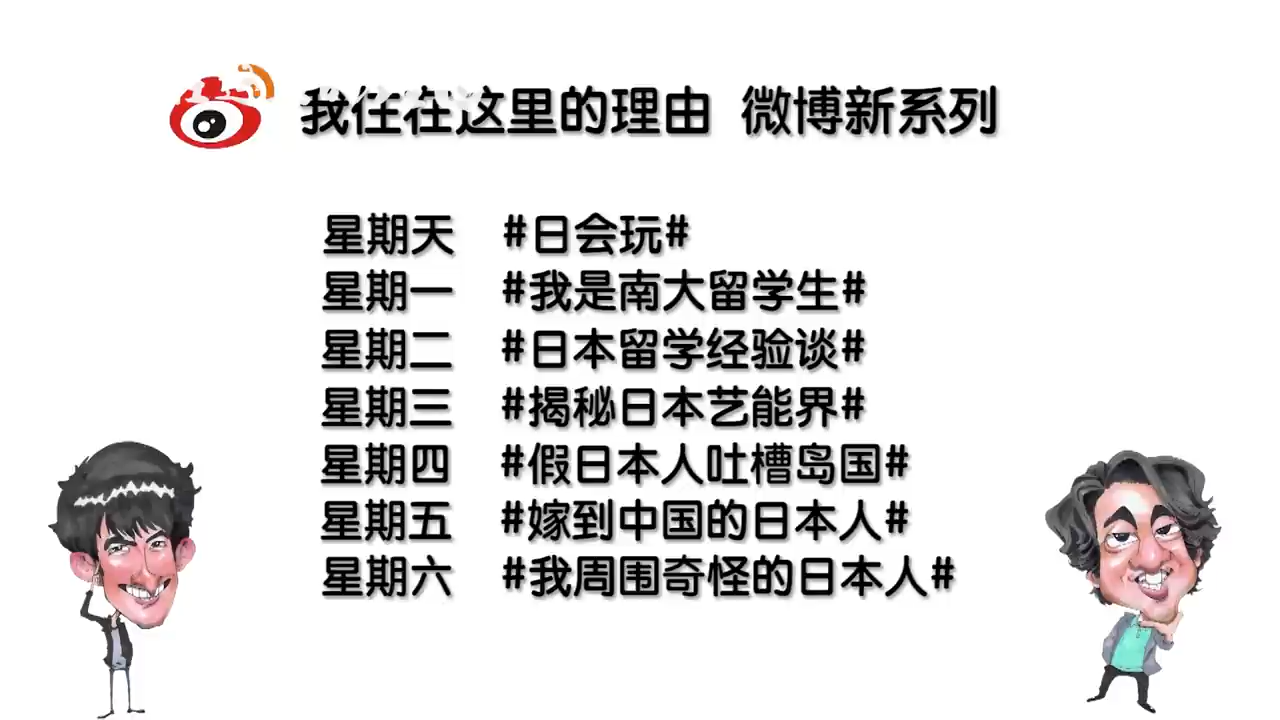 我住在这里的理由 微博新系列
星期天 #日会玩#
星期一 #我是南大留学生#
星期二 #日本留学经验谈#
星期三 #揭秘日本艺能界#
星期四 #假日本人吐槽岛国#
星期五 #嫁到中国的日本人#
星期六 #我周围奇怪的日本人#